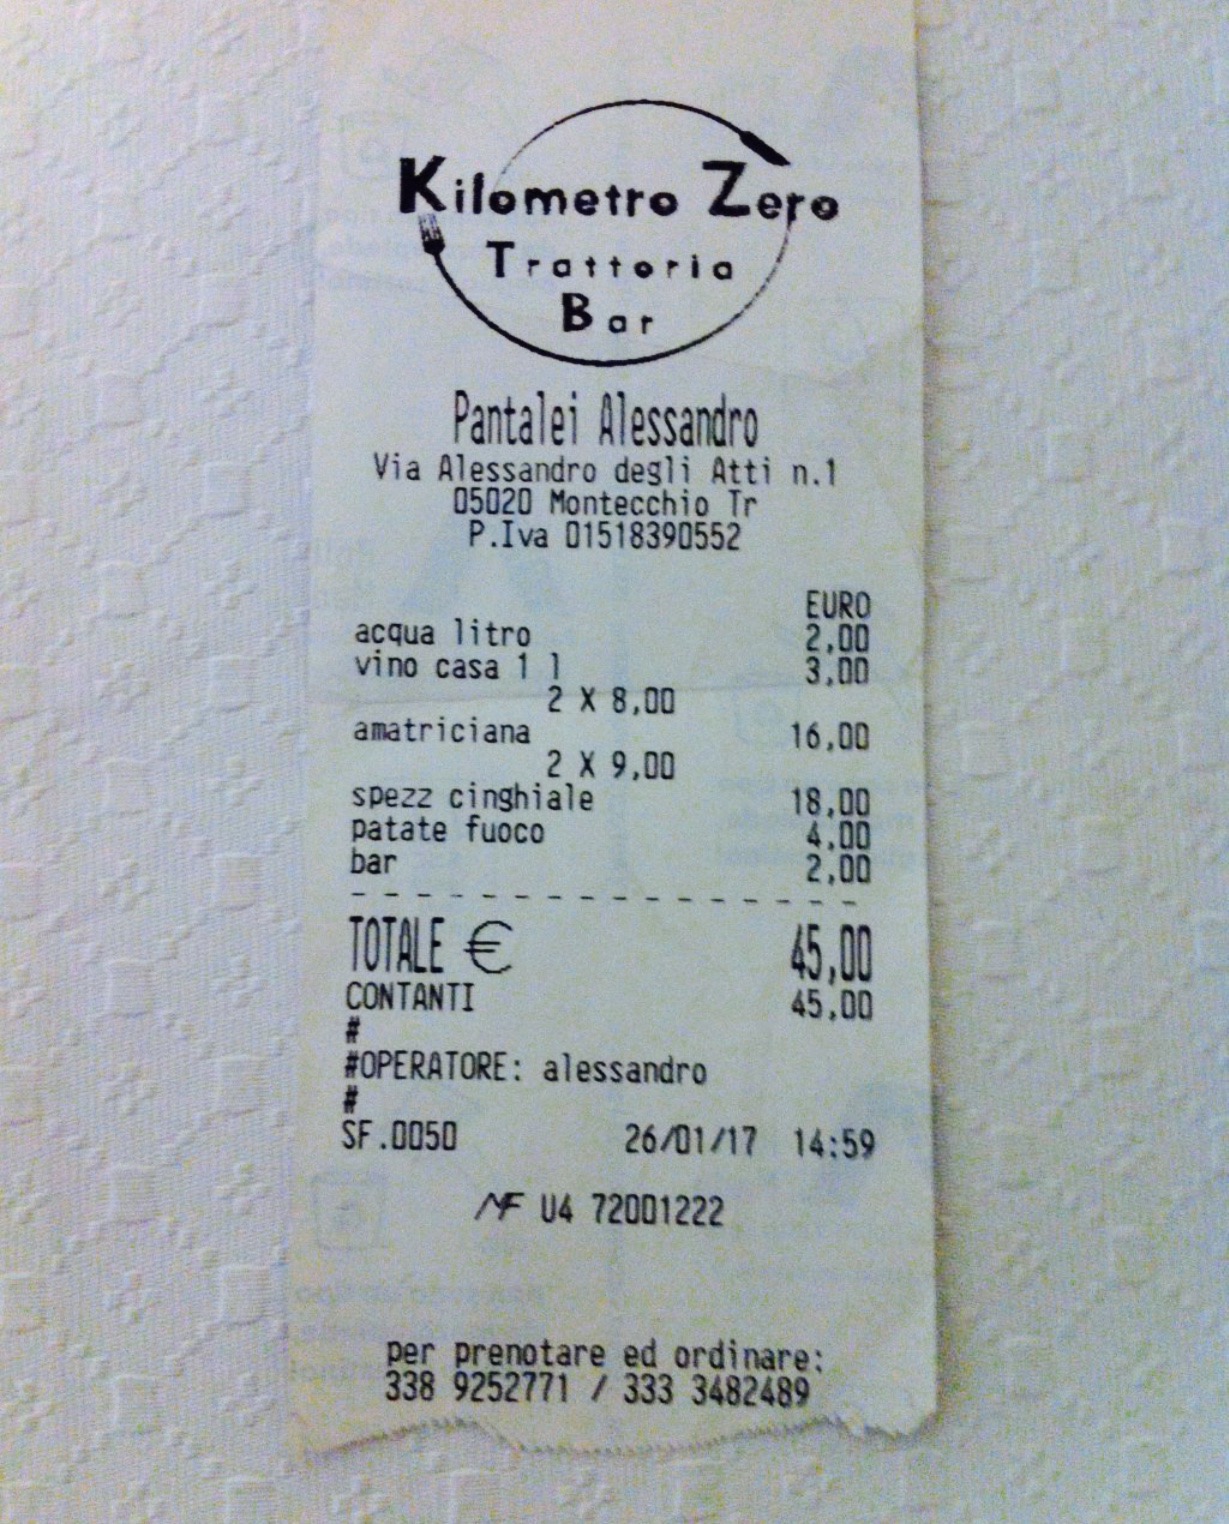 Kilometro Zero
Trattoria
Bar
Pantalei Alessandro
Via Alessandro degli Atti n.1
05020 Montecchio Tr
P.Iva 01518390552
EURO
acqua litro 2,00
vino casa 1 l 3,00
2 X 8,00
amatriciana 16,00
2 X 9,00
spezz cinghiale 18,00
patate fuoco 4,00
bar 2,00
- - - - - - - - - - - - - - - -
TOTALE € 45,00
CONTANTI 45,00
#
#OPERATORE: alessandro
#
SF.0050 26/01/17 14:59
MF U4 72001222
per prenotare ed ordinare:
338 9252771 / 333 3482489